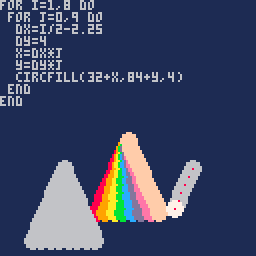 FOR I=1,8 DO
FOR J=0,9 DO
DX=I/2-2.25
DY=4
X=DX*J
Y=DY*J
CIRCFILL(32+X,84+Y,4)
END
END